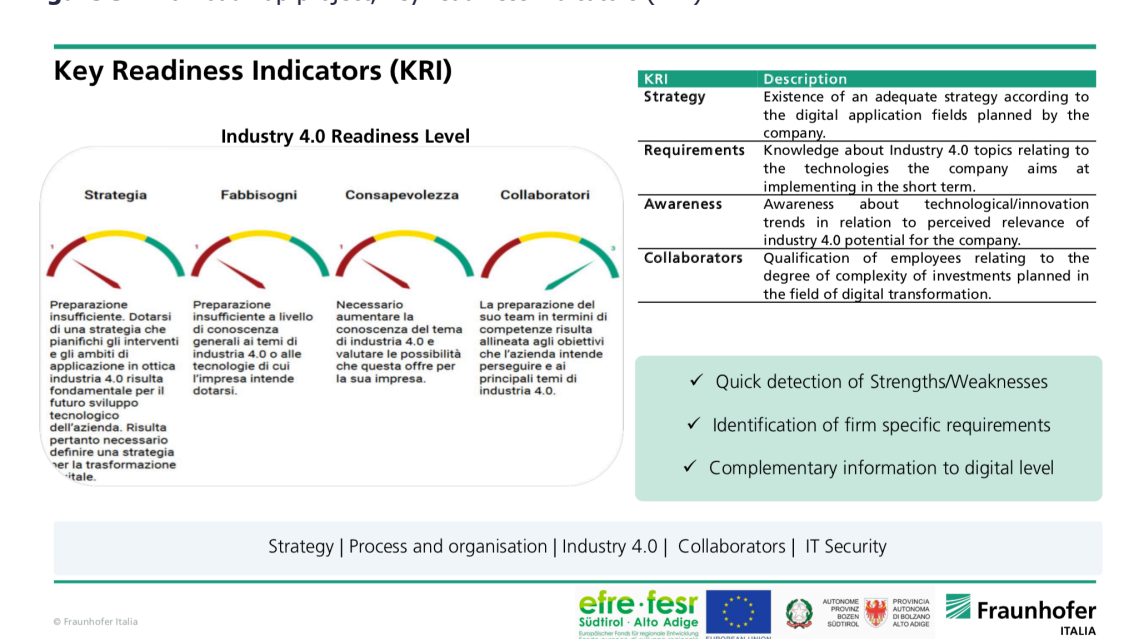 Key Readiness Indicators (KRI)
Industry 4.0 Readiness Level
Strategia
Fabbisogni
Consapevolezza
Collaboratori
1
1
1
3
Preparazione
insufficiente. Dotarsi
di una strategia che
pianifichi gli interventi
e gli ambiti di
applicazione in ottica
industria 4.0 risulta
fondamentale per il
futuro sviluppo
tecnologico
dell'azienda. Risulta
pertanto necessario
definire una strategia
per la trasformazione
Preparazione
insufficiente a livello
di conoscenza
generali ai temi di
industria 4.0 o alle
tecnologie di cui
l'impresa intende
dotarsi.
Necessario
aumentare la
conoscenza del tema
di industria 4.0 e
valutare le possibilità
che questa offre per
la sua impresa.
La preparazione del
suo team in termini di
competenze risulta
allineata agli obiettivi
che l'azienda intende
perseguire e ai
principali temi di
industria 4.0.
KRI Description
Strategy Existence of an adequate strategy according to
the digital application fields planned by the
company.
Requirements Knowledge about Industry 4.0 topics relating to
the technologies the company aims at
implementing in the short term.
Awareness Awareness about technological/innovation
trends in relation to perceived relevance of
industry 4.0 potential for the company.
Collaborators Qualification of employees relating to the
degree of complexity of investments planned in
the field of digital transformation.
✓ Quick detection of Strengths/Weaknesses
✓ Identification of firm specific requirements
✓ Complementary information to digital level
Strategy | Process and organisation | Industry 4.0 | Collaborators | IT Security
© Fraunhofer Italia
efre·fesr
Südtirol · Alto Adige
Europäischer Fonds für regionale Entwicklung
EUROPEAN UNION
AUTONOME
PROVINZ
BOZEN
SÜDTIROL
PROVINCIA
AUTONOMA
DI BOLZANO
ALTO ADIGE
Fraunhofer
ITALIA